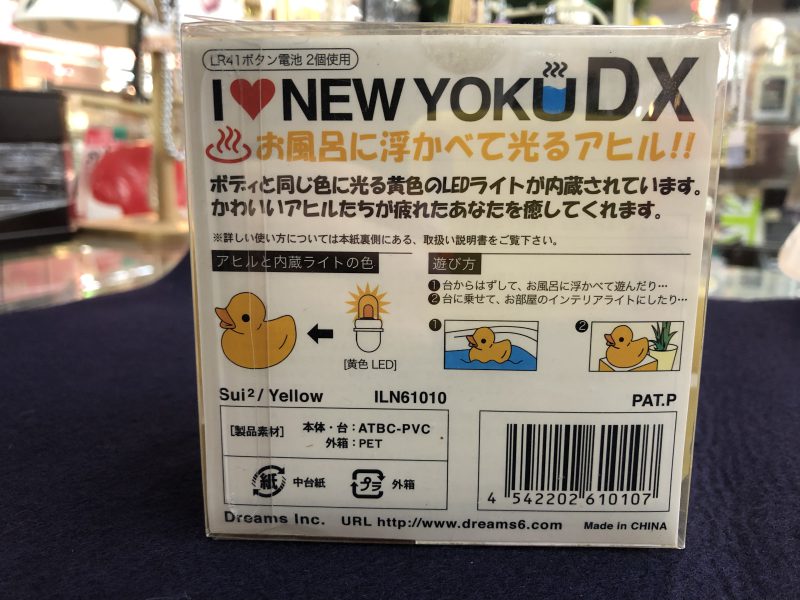 LR41ボタン電池 2個使用
I ♥ NEW YOKU DX
お風呂に浮かべて光るアヒル!!
ボディと同じ色に光る黄色のLEDライトが内蔵されています。
かわいいアヒルたちが疲れたあなたを癒してくれます。
※詳しい使い方については本紙裏側にある、取扱い説明書をご覧下さい。
アヒルと内蔵ライトの色
遊び方
❶台からはずして、お風呂に浮かべて遊んだり…
❷台に乗せて、お部屋のインテリアライトにしたり…
❶
❷
[黄色 LED]
Sui²/ Yellow
ILN61010
PAT.P
[製品素材]
本体・台：ATBC-PVC
外箱：PET
紙
中台紙
プラ
外箱
4 542202 610107
Dreams Inc.
URL http://www.dreams6.com
Made in CHINA